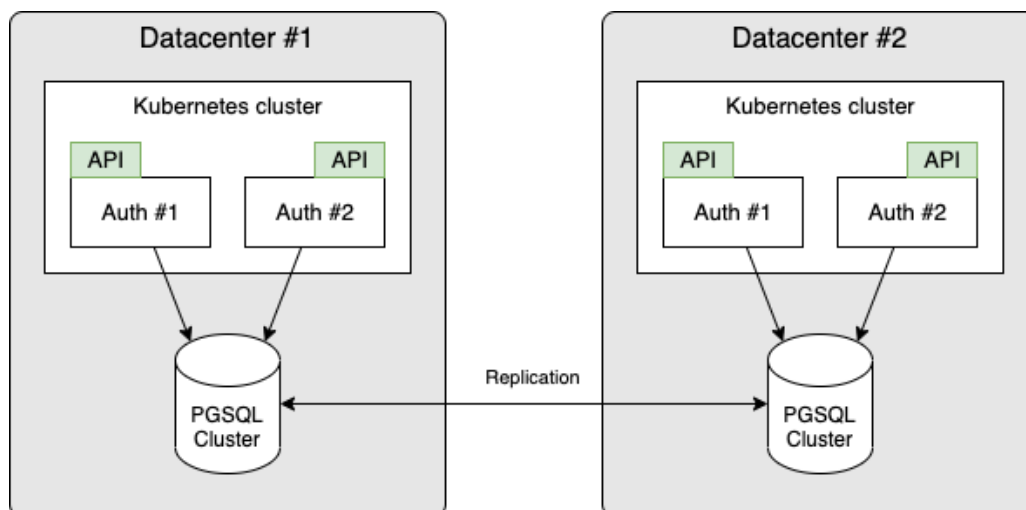 Datacenter #1
Kubernetes cluster
API
API
Auth #1
Auth #2
PGSQL
Cluster
Replication
Datacenter #2
Kubernetes cluster
API
API
Auth #1
Auth #2
PGSQL
Cluster